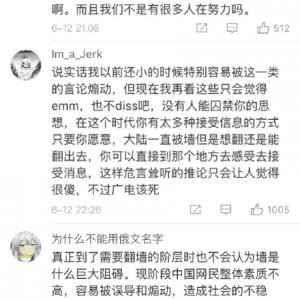 啊。而且我们不是有很多人在努力吗。
6-12 21:08 512
Im_a_Jerk
说实话我以前还小的时候特别容易被这一类
的言论煽动，但现在我再看这些只会觉得
emm，也不diss吧，没有人能囚禁你的思
想，在这个时代你有太多种接受信息的方式
只要你愿意，大陆一直被墙但是想翻还是能
翻出去，你可以直接到那个地方去感受去接
受消息，这样危言耸听的推论只会让人觉得
很傻，不过广电该死
6-12 22:26 1005
为什么不能用俄文名字
真正到了需要翻墙的阶层时也不会认为墙是
什么巨大阻碍。现阶段中国网民整体素质不
高，容易被误导和煽动，造成社会的不稳